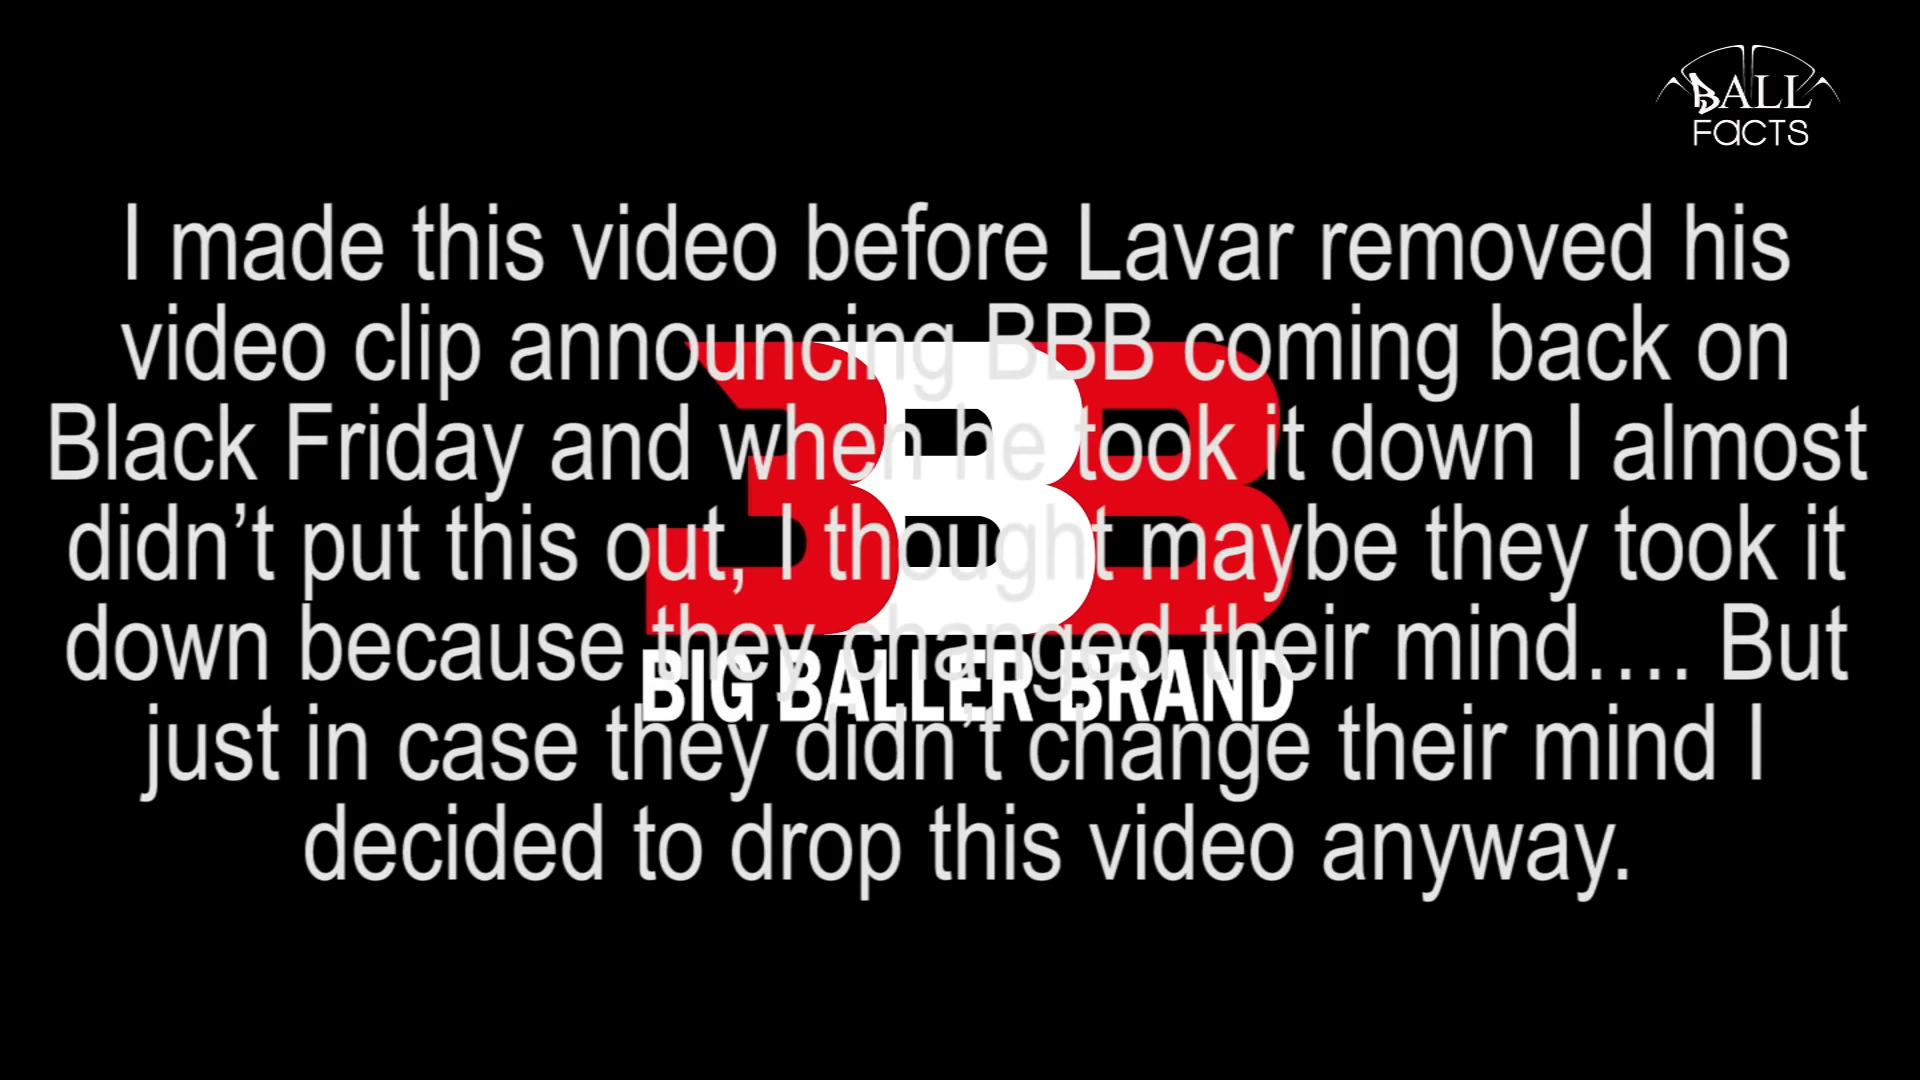 BALL
FACTS
I made this video before Lavar removed his
video clip announcing BBB coming back on
Black Friday and when he took it down I almost
didn’t put this out, I thought maybe they took it
down because they changed their mind.... But
just in case they didn’t change their mind I
decided to drop this video anyway.
BBB
BIG BALLER BRAND